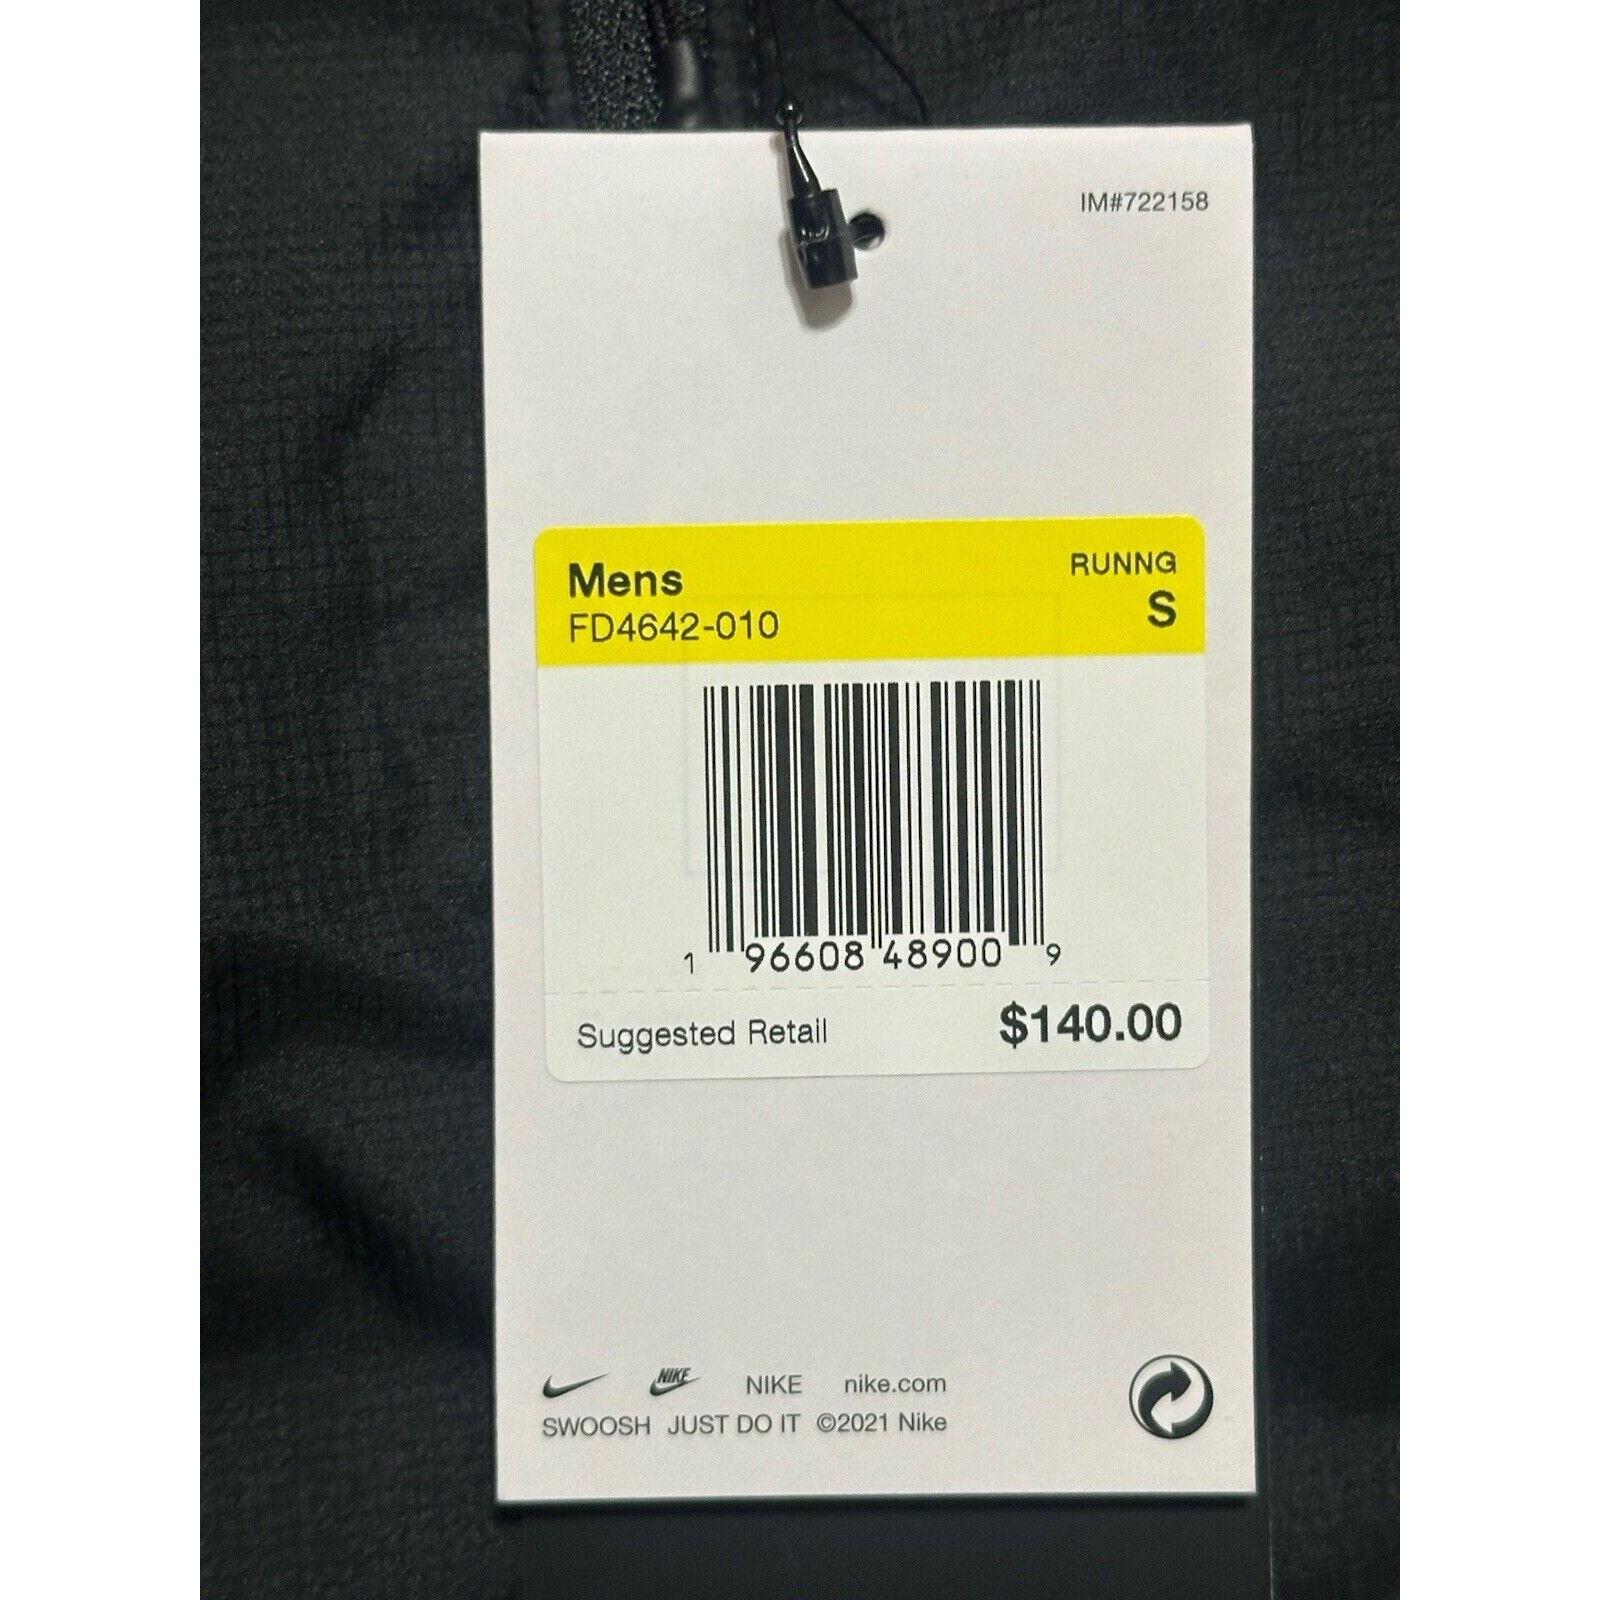 IM#722158
Mens RUNNG
FD4642-010 S
1 96608 48900 9
Suggested Retail $140.00
NIKE NIKE nike.com
SWOOSH JUST DO IT ©2021 Nike